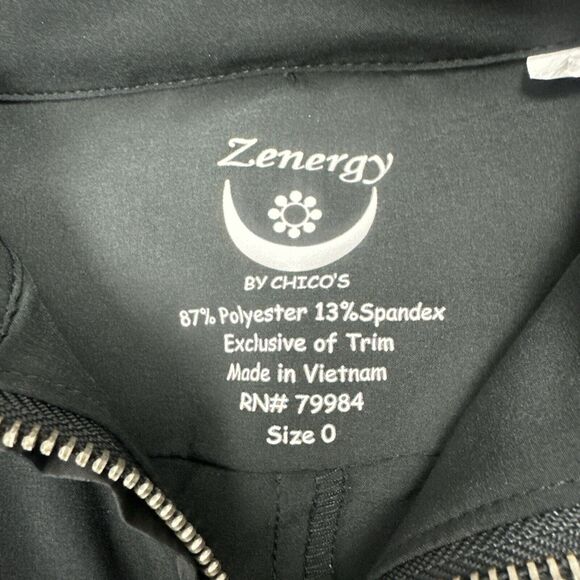 Zenergy
BY CHICO'S
87% Polyester 13%Spandex
Exclusive of Trim
Made in Vietnam
RN# 79984
Size 0